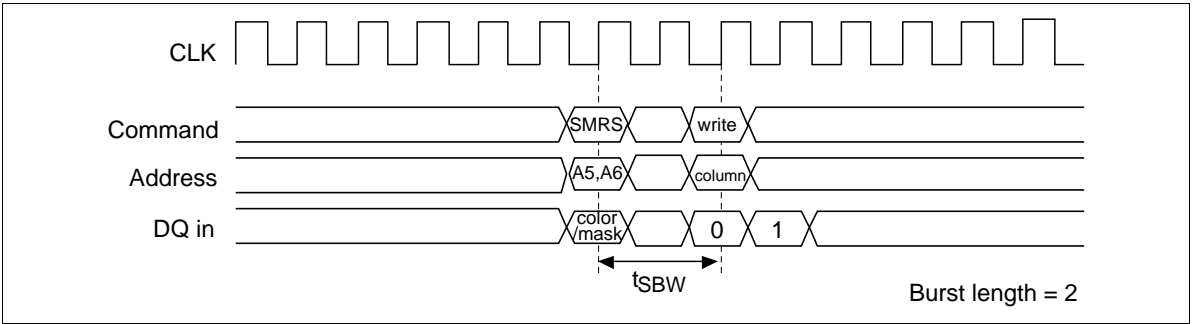 CLK
Command SMRS write
Address A5,A6 column
DQ in color /mask 0 1
tSBW
Burst length = 2